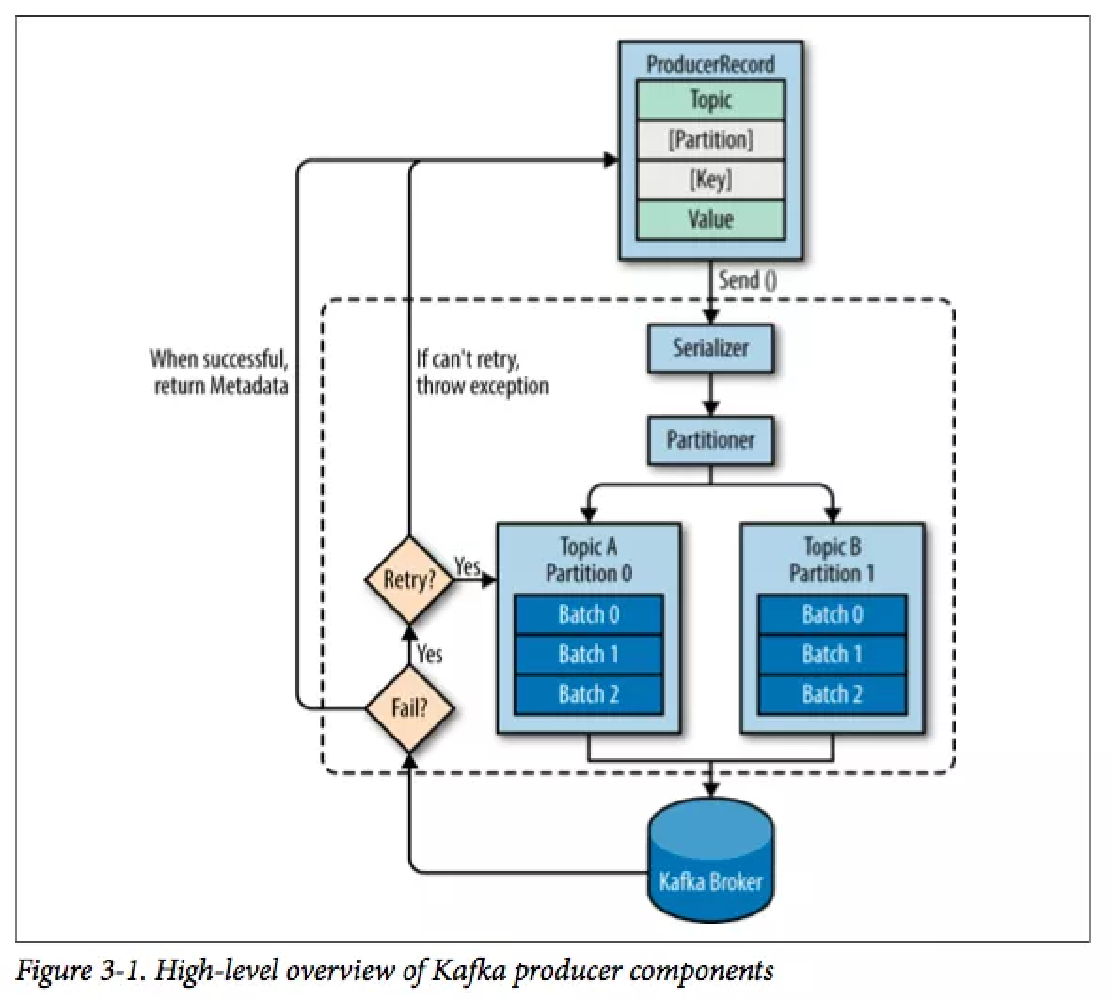 ProducerRecord
Topic
[Partition]
[Key]
Value
Send ()
Serializer
Partitioner
When successful,
return Metadata
If can't retry,
throw exception
Topic A
Partition 0
Batch 0
Batch 1
Batch 2
Topic B
Partition 1
Batch 0
Batch 1
Batch 2
Retry?
Yes
Yes
Fail?
Kafka Broker
Figure 3-1. High-level overview of Kafka producer components